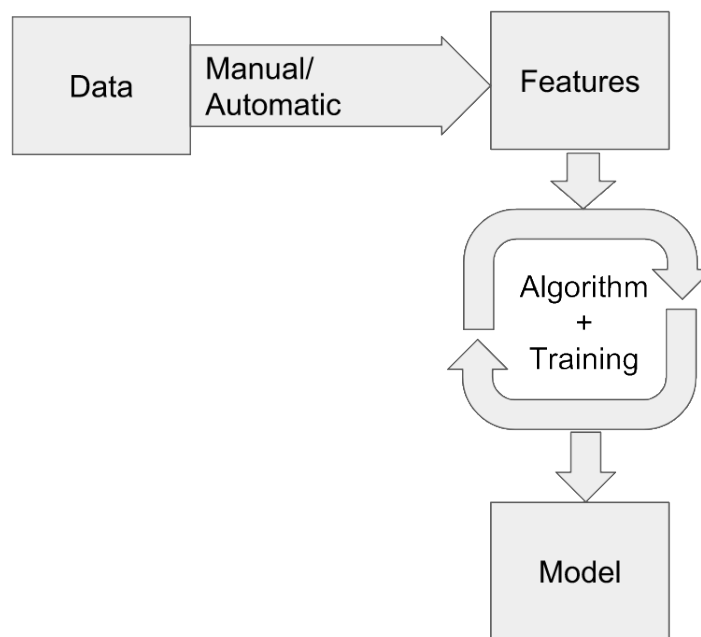 Data
Manual/
Automatic
Features
Algorithm
+
Training
Model